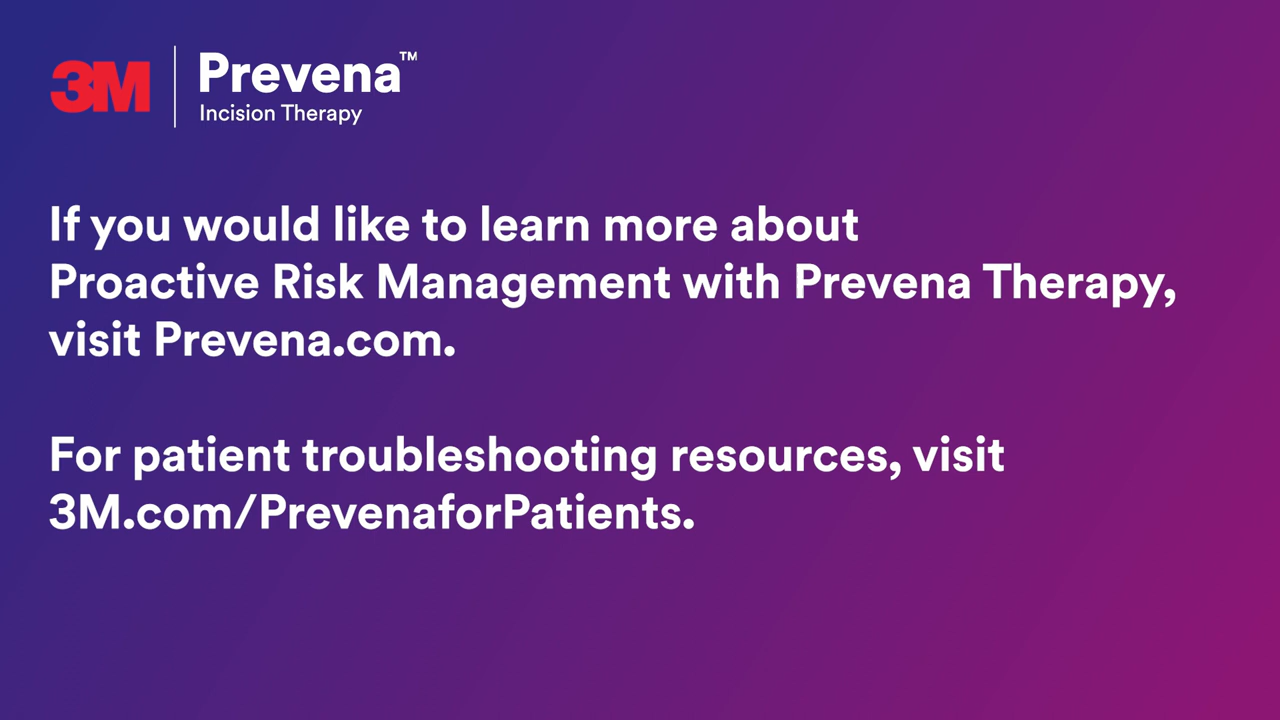 3M
Prevena™
Incision Therapy
If you would like to learn more about
Proactive Risk Management with Prevena Therapy,
visit Prevena.com.
For patient troubleshooting resources, visit
3M.com/PrevenaforPatients.